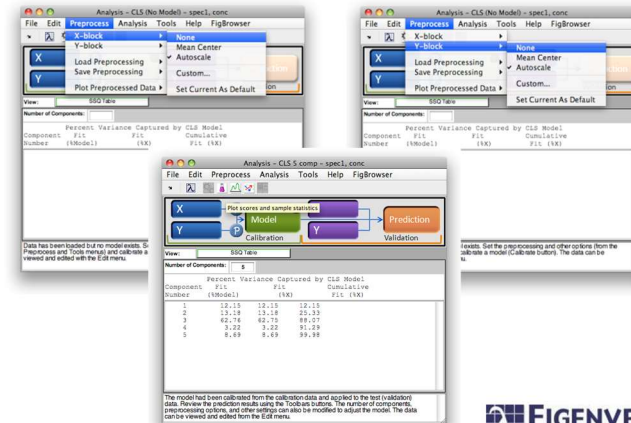 Analysis - CLS (No Model) - spec1, conc
File Edit Preprocess Analysis Tools Help FigBrowser
X-block
Y-block
Load Preprocessing
Save Preprocessing
Plot Preprocessed Data
None
Mean Center
✓ Autoscale
Custom...
Set Current As Default
X
Y
View: SSQ Table
Number of Components:
Percent Variance Captured by CLS Model
Component Fit Fit Cumulative
Number (%Model) (%X) Fit (%X)
Data has been loaded but no model exists.
Preprocess and Tools menus) and calibrate a
viewed and edited with the Edit menu.
Analysis - CLS (No Model) - spec1, conc
File Edit Preprocess Analysis Tools Help FigBrowser
X-block
Y-block
Load Preprocessing
Save Preprocessing
Plot Preprocessed Data
None
Mean Center
✓ Autoscale
Custom...
Set Current As Default
X
Y
View: SSQ Table
Number of Components:
Percent Variance Captured by CLS Model
Component Fit Fit Cumulative
Number (%Model) (%X) Fit (%X)
exists. Set the preprocessing and other options (from the
calibrate a model (Calibrate button). The data can be
Analysis - CLS 5 comp - spec1, conc
File Edit Preprocess Analysis Tools Help FigBrowser
Plot scores and sample statistics
X
Y
P
Model
Calibration
Y
Prediction
Validation
View: SSQ Table
Number of Components: 5
Percent Variance Captured by CLS Model
Component Fit Fit Cumulative
Number (%Model) (%X) Fit (%X)
1 12.15 12.15 12.15
2 13.18 13.18 25.33
3 62.76 62.75 88.07
4 3.22 3.22 91.29
5 8.69 8.69 99.98
The model had been calibrated from the calibration data and applied to the test (validation)
data. Review the prediction results using the Toolbars buttons. The number of components,
preprocessing options, and other settings can also be modified to adjust the model. The data
can be viewed and edited from the Edit menu.
EIGENVE